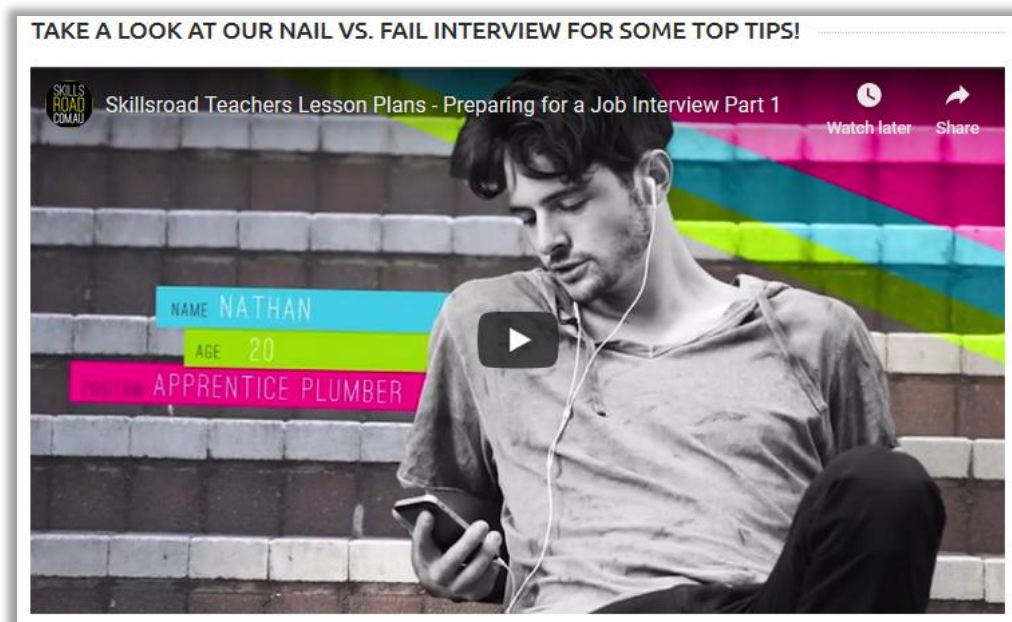 TAKE A LOOK AT OUR NAIL VS. FAIL INTERVIEW FOR SOME TOP TIPS!
SKILLS
ROAD
COM.AU
Skillsroad Teachers Lesson Plans - Preparing for a Job Interview Part 1
Watch later
Share
NAME NATHAN
AGE 20
POSITION APPRENTICE PLUMBER